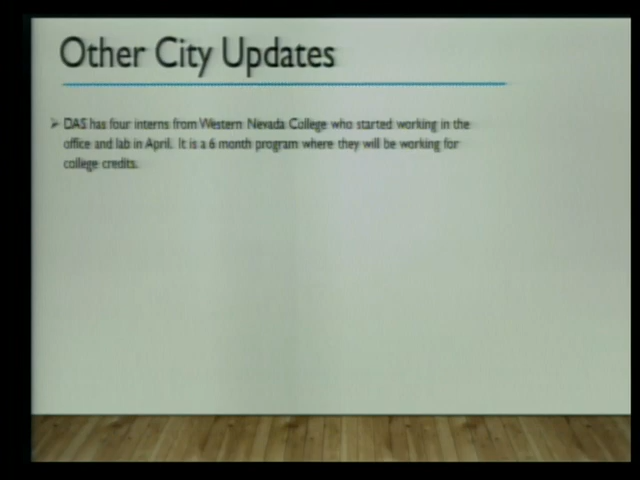 Other City Updates
➢ DAS has four interns from Western Nevada College who started working in the
office and lab in April. It is a 6 month program where they will be working for
college credits.